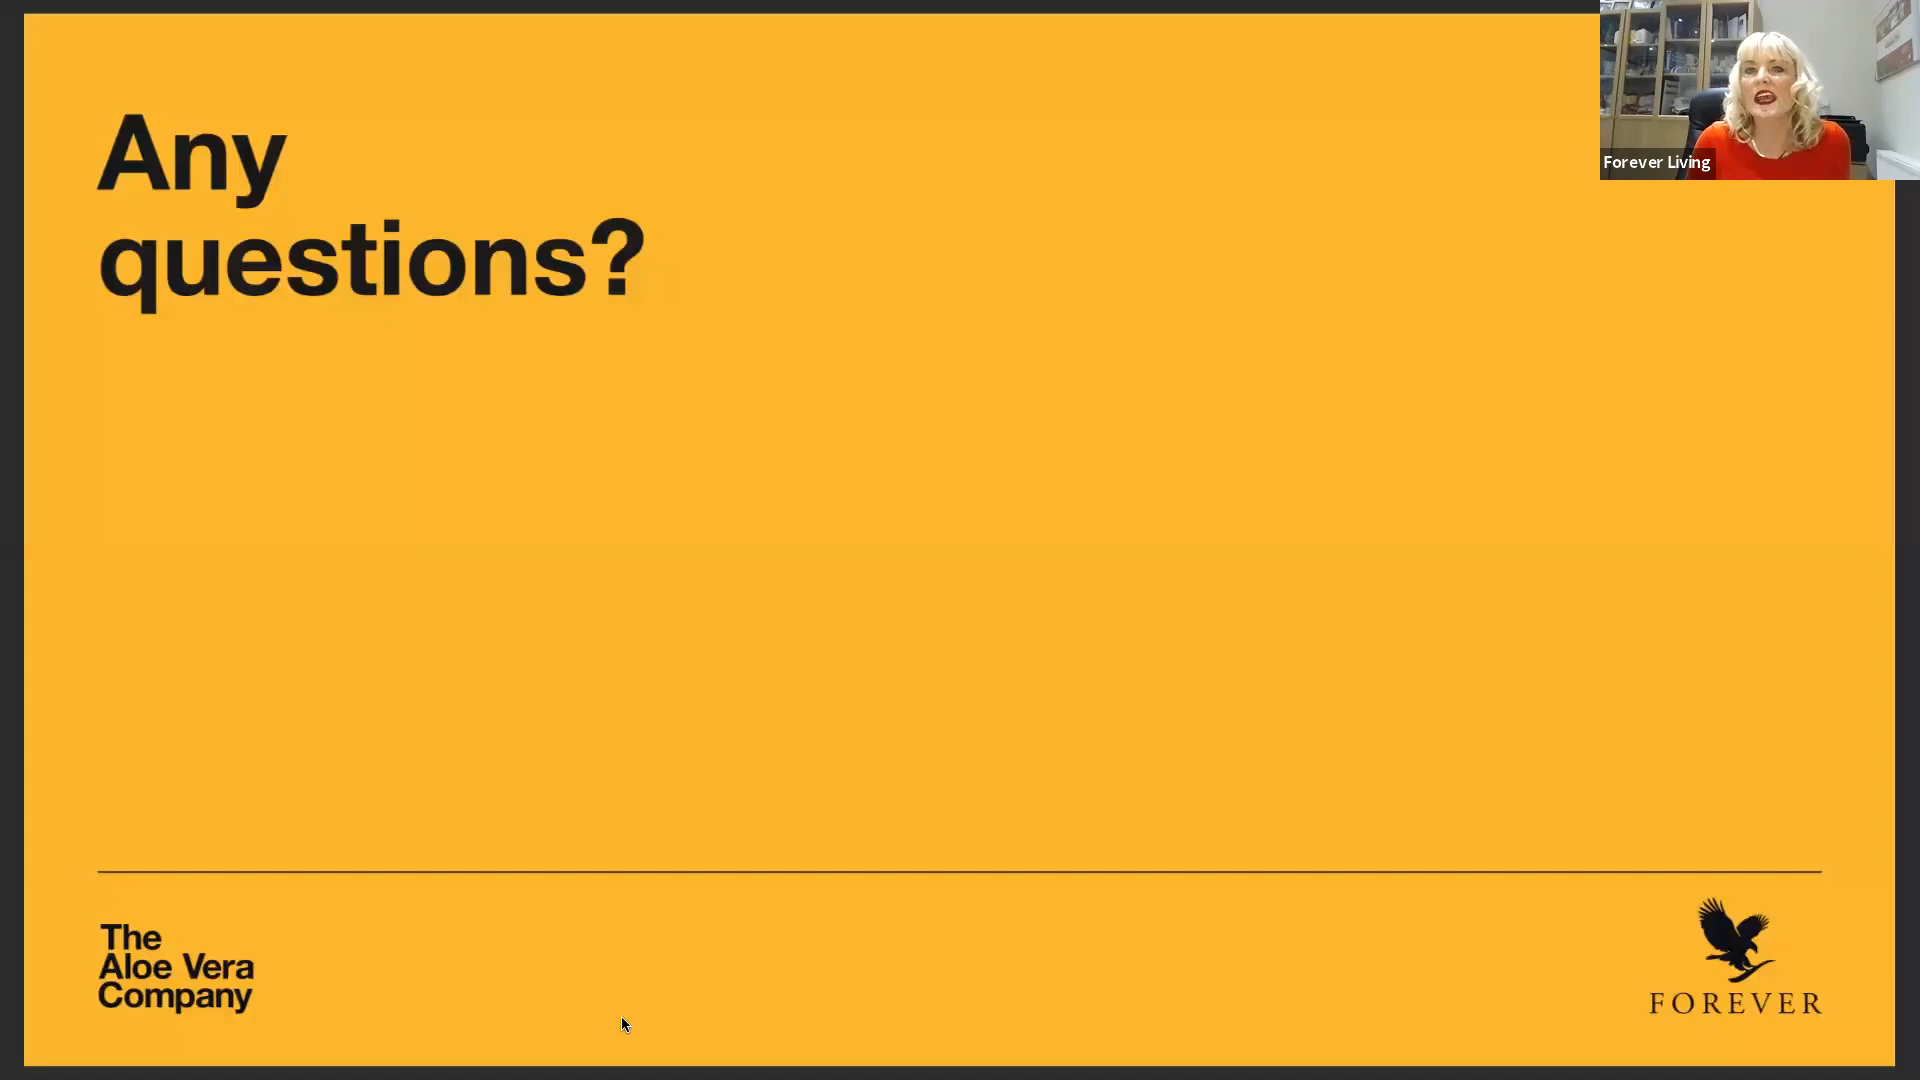 Any
questions?
Forever Living
The
Aloe Vera
Company
FOREVER